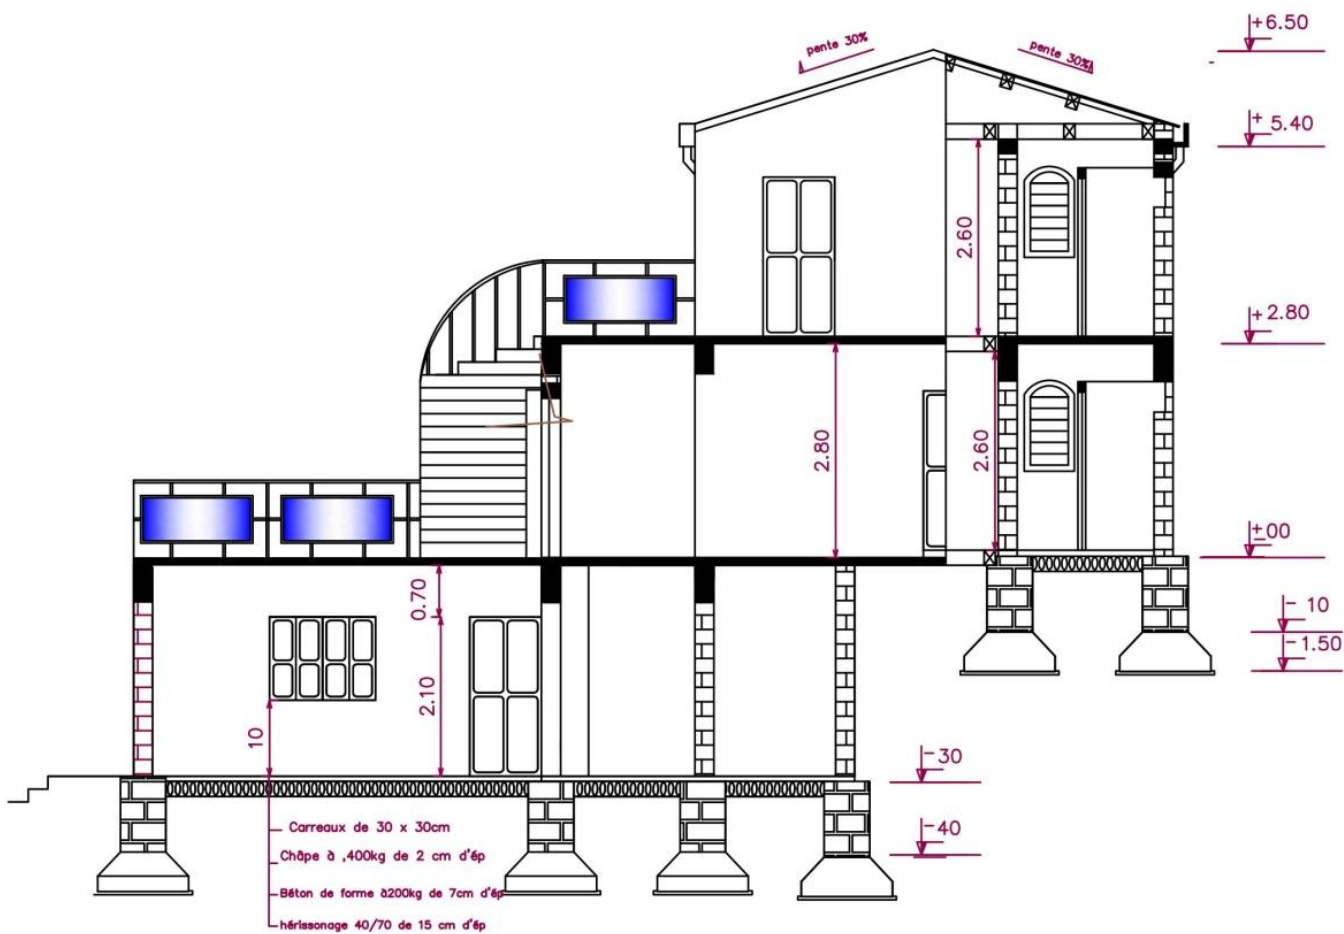 +6.50
pente 30%
pente 30%
+ 5.40
2.60
+2.80
2.80
2.60
+00
0.70
- 10
-1.50
2.10
10
-30
-40
Carreaux de 30 x 30cm
Châpe à ,400kg de 2 cm d'ép
Béton de forme à200kg de 7cm d'ép
hérissonage 40/70 de 15 cm d'ép